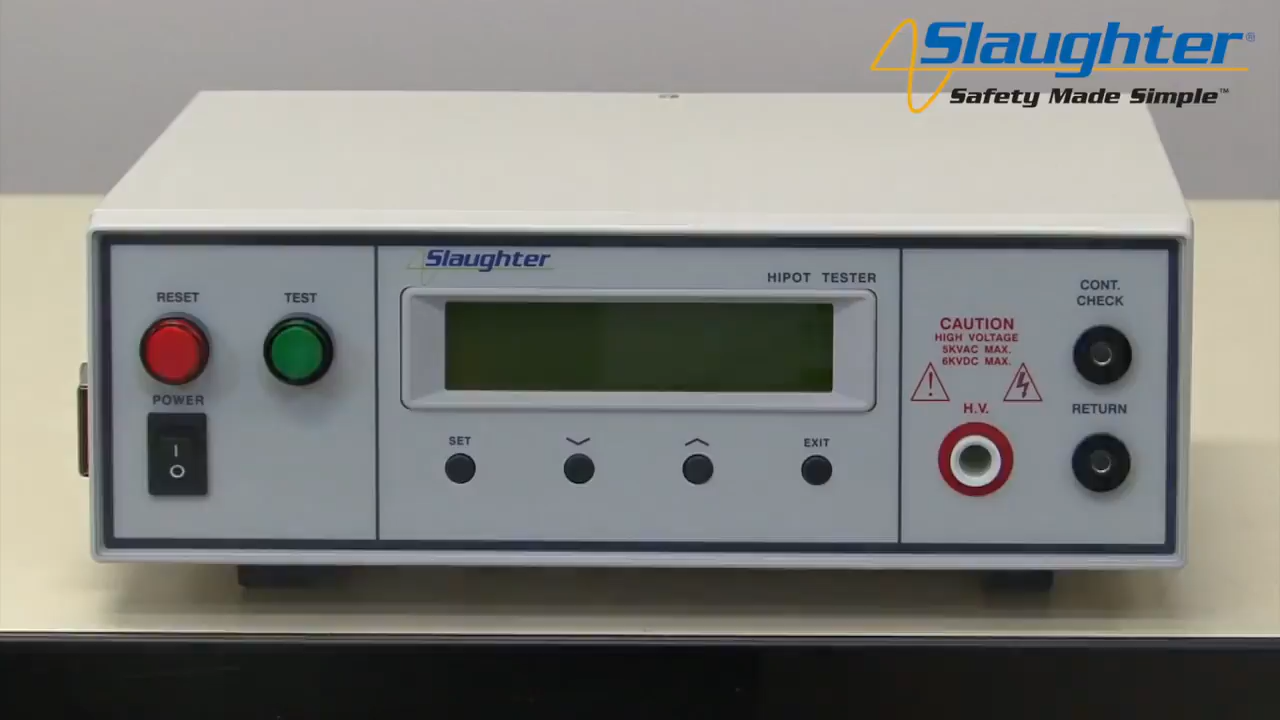 Slaughter®
Safety Made Simple™
Slaughter
HIPOT TESTER
RESET
TEST
POWER
I
O
SET
EXIT
CAUTION
HIGH VOLTAGE
5KVAC MAX.
6KVDC MAX.
H.V.
CONT.
CHECK
RETURN